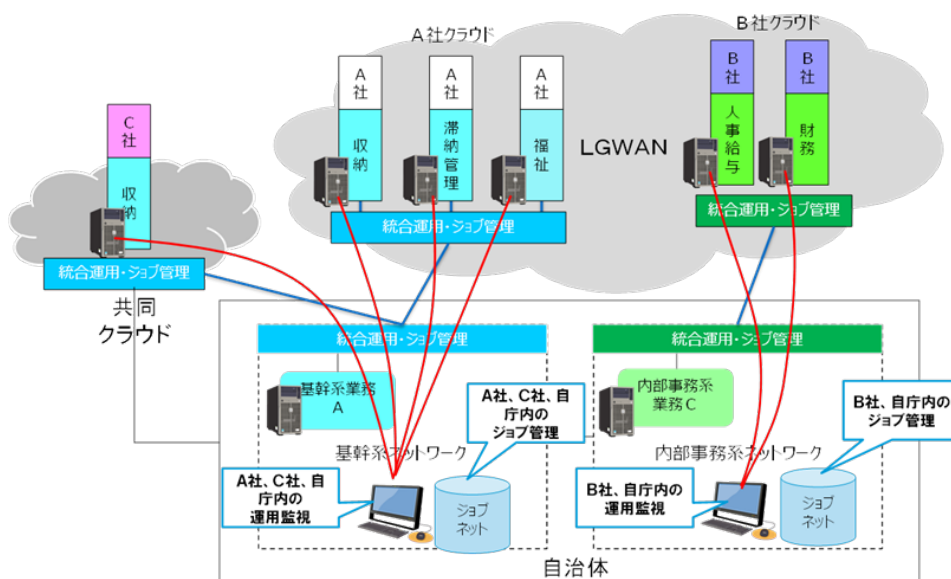 A社クラウド
B社クラウド
A社
収納
A社
滞納管理
A社
福祉
LGWAN
B社
人事給与
B社
財務
統合運用・ジョブ管理
統合運用・ジョブ管理
C社
収納
統合運用・ジョブ管理
共同
クラウド
統合運用・ジョブ管理
基幹系業務
A
A社、C社、自
庁内の
ジョブ管理
基幹系ネットワーク
A社、C社、自
庁内の
運用監視
ジョブ
ネット
統合運用・ジョブ管理
内部事務系
業務C
B社、自庁内の
ジョブ管理
内部事務系ネットワーク
B社、自庁内の
運用監視
ジョブ
ネット
自治体